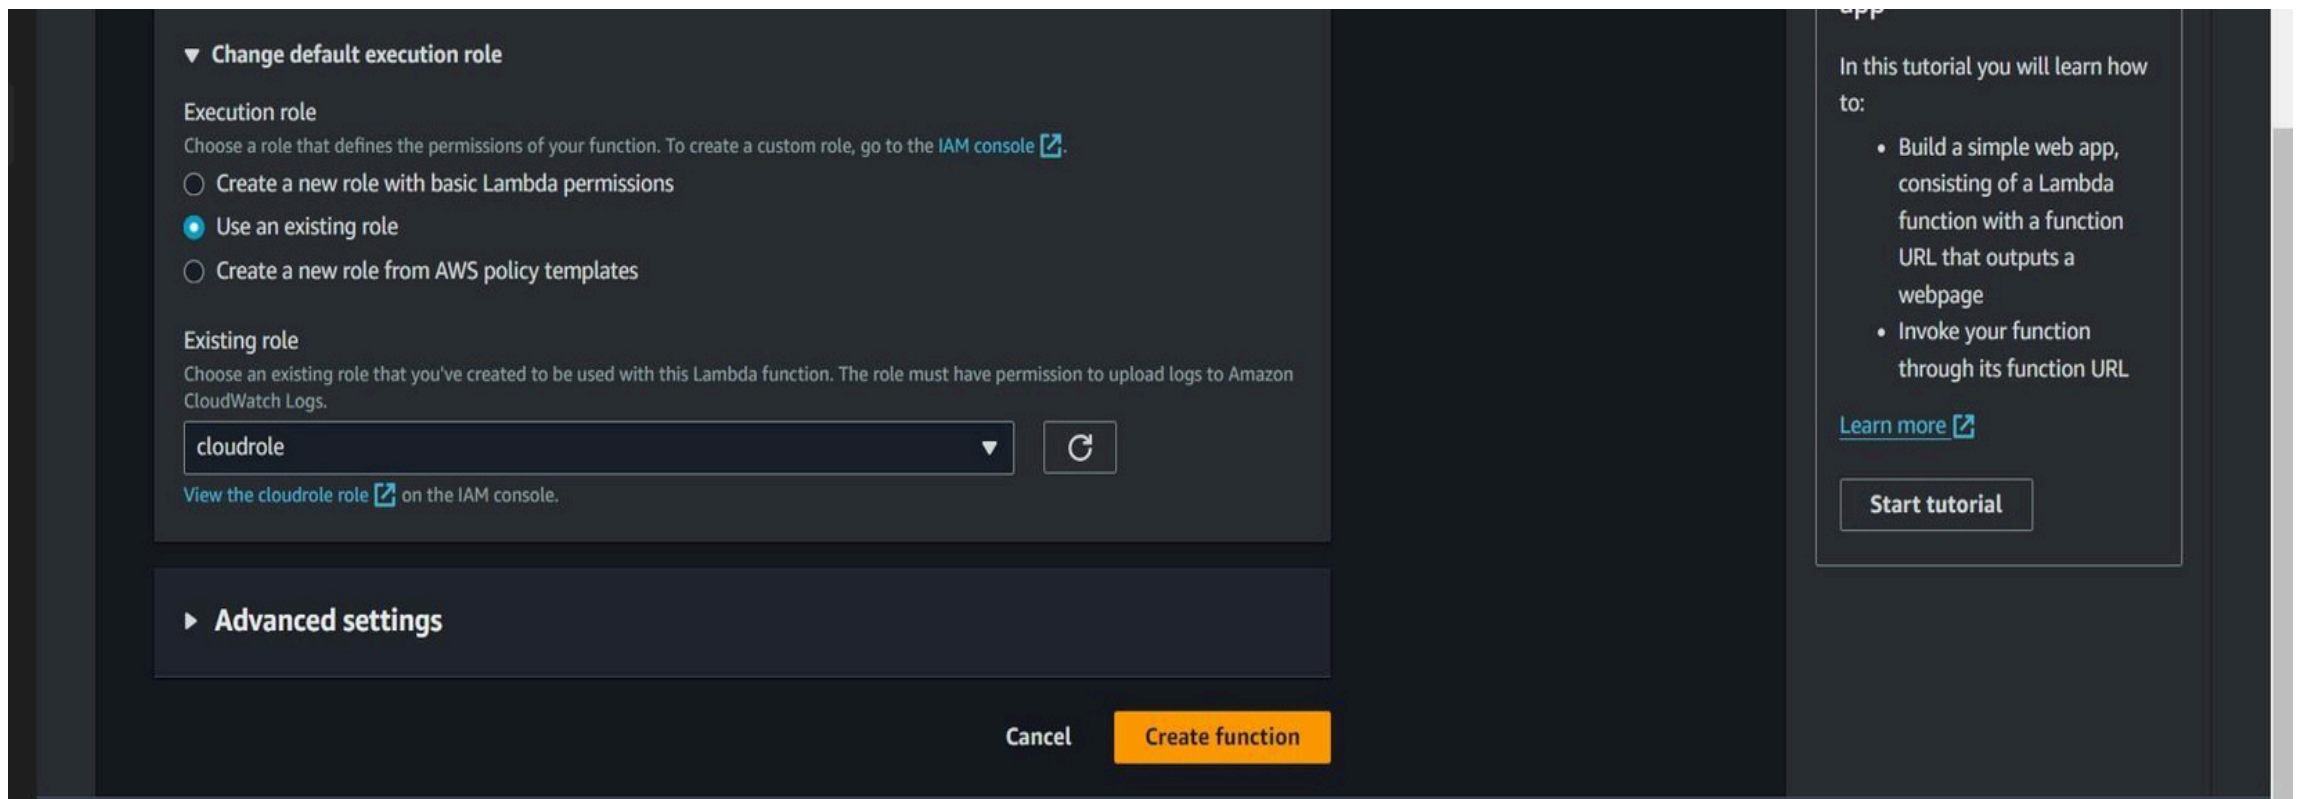 Change default execution role
Execution role
Choose a role that defines the permissions of your function. To create a custom role, go to the IAM console.
Create a new role with basic Lambda permissions
Use an existing role
Create a new role from AWS policy templates
Existing role
Choose an existing role that you've created to be used with this Lambda function. The role must have permission to upload logs to Amazon
CloudWatch Logs.
cloudrole
View the cloudrole role on the IAM console.
Advanced settings
Cancel
Create function
app
In this tutorial you will learn how
to:
• Build a simple web app,
consisting of a Lambda
function with a function
URL that outputs a
webpage
• Invoke your function
through its function URL
Learn more
Start tutorial